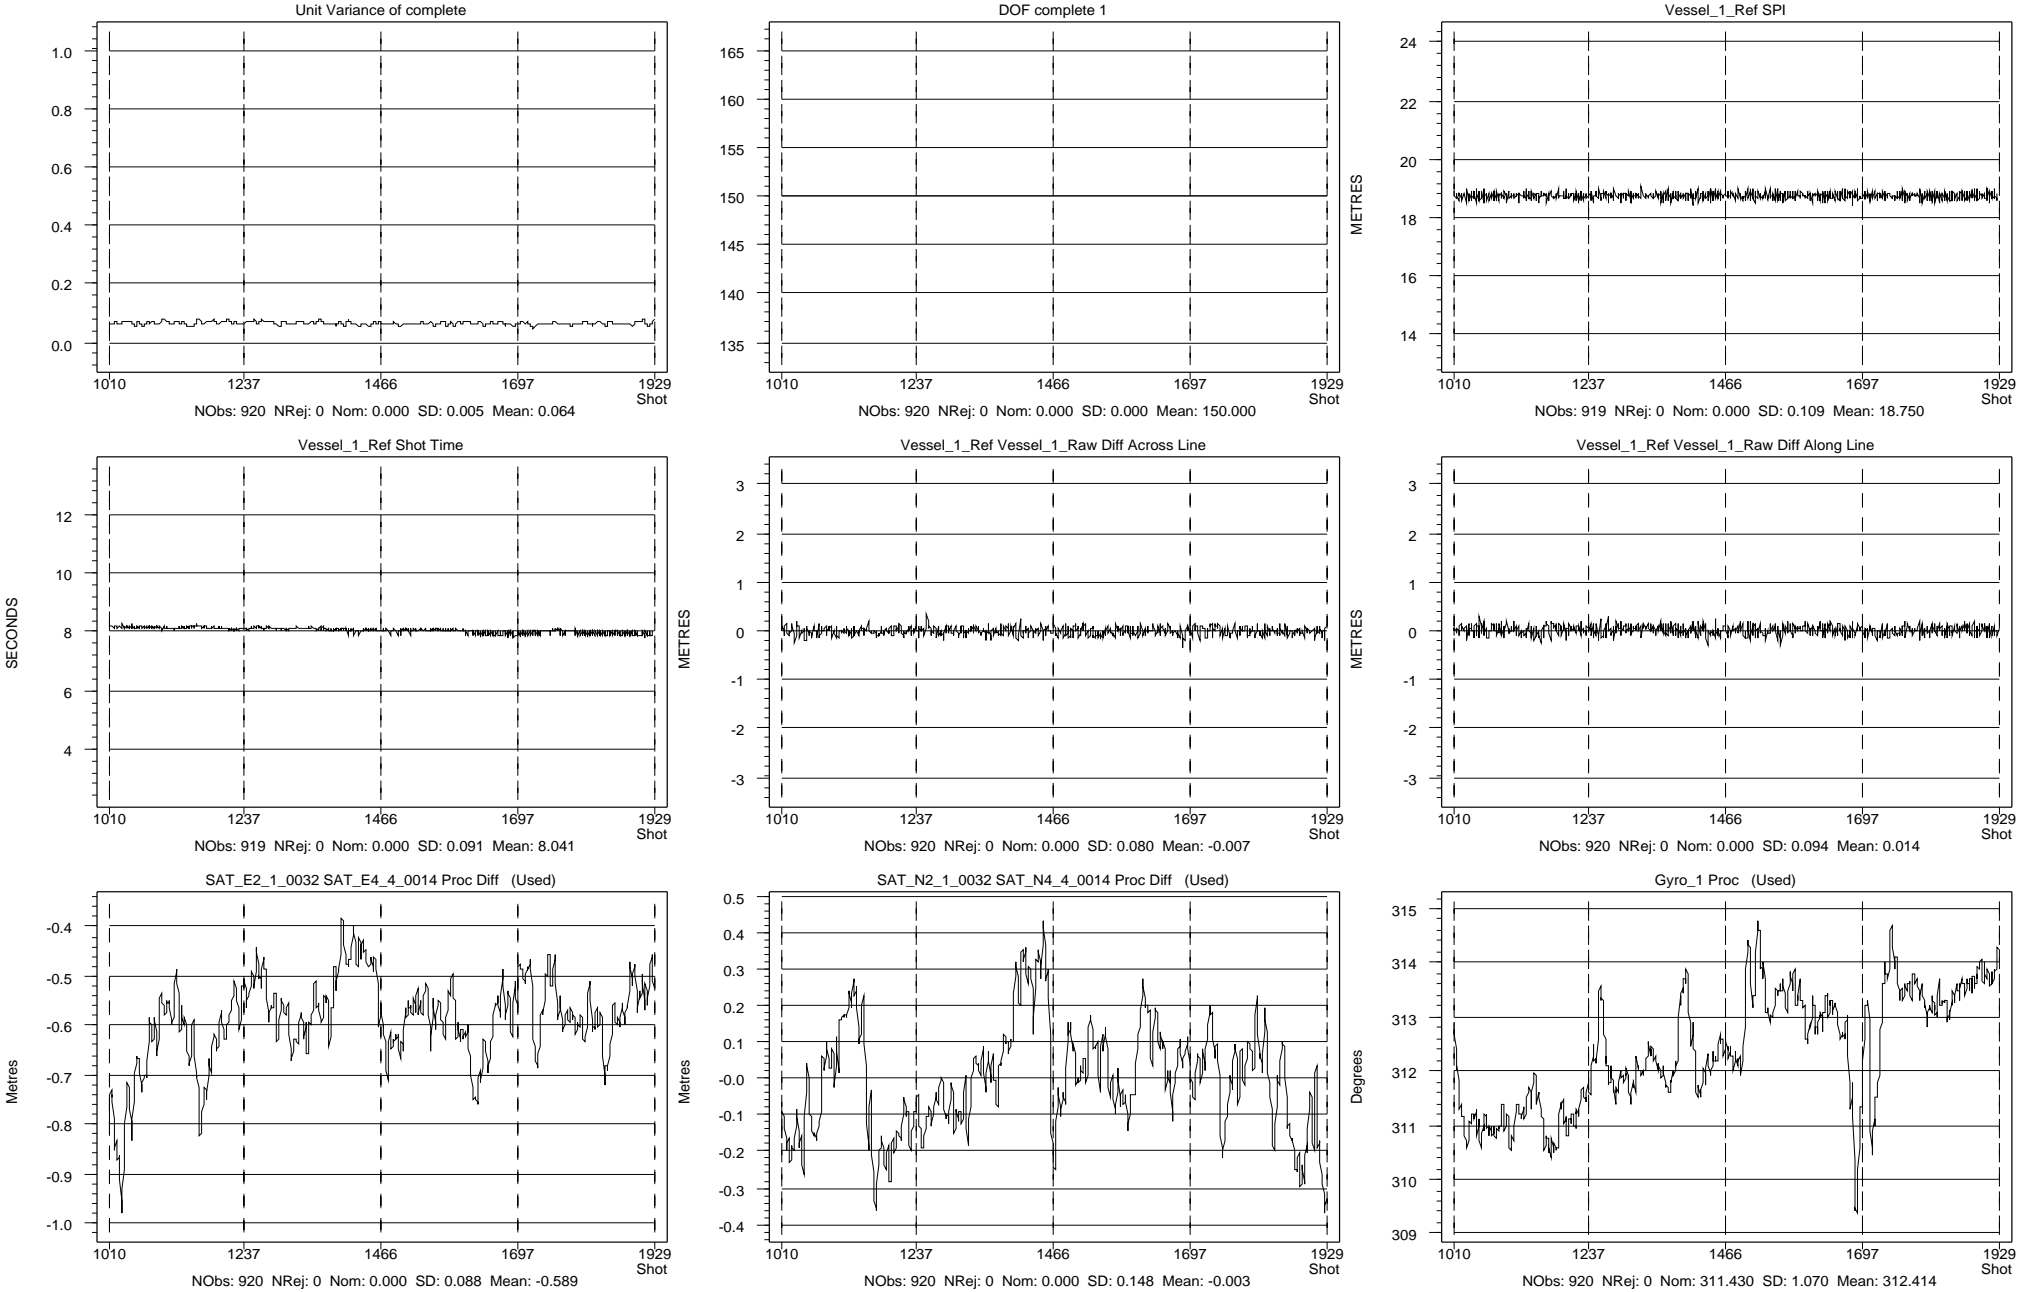 Unit Variance of complete
1.0
0.8
0.6
0.4
0.2
0.0
1010 1237 1466 1697 1929
Shot
NObs: 920 NRej: 0 Nom: 0.000 SD: 0.005 Mean: 0.064
DOF complete 1
165
160
155
150
145
140
135
1010 1237 1466 1697 1929
NObs: 920 NRej: 0 Nom: 0.000 SD: 0.000 Mean: 150.000
Vessel_1_Ref SPI
METRES
24
22
20
18
16
14
1010 1237 1466 1697 1929
Shot
NObs: 919 NRej: 0 Nom: 0.000 SD: 0.109 Mean: 18.750
Vessel_1_Ref Shot Time
SECONDS
12
10
8
6
4
1010 1237 1466 1697 1929
Shot
NObs: 919 NRej: 0 Nom: 0.000 SD: 0.091 Mean: 8.041
Vessel_1_Ref Vessel_1_Raw Diff Across Line
METRES
3
2
1
0
-1
-2
-3
1010 1237 1466 1697 1929
Shot
NObs: 920 NRej: 0 Nom: 0.000 SD: 0.080 Mean: -0.007
Vessel_1_Ref Vessel_1_Raw Diff Along Line
METRES
3
2
1
0
-1
-2
-3
1010 1237 1466 1697 1929
Shot
NObs: 920 NRej: 0 Nom: 0.000 SD: 0.094 Mean: 0.014
SAT_E2_1_0032 SAT_E4_4_0014 Proc Diff (Used)
Metres
-0.4
-0.5
-0.6
-0.7
-0.8
-0.9
-1.0
1010 1237 1466 1697 1929
Shot
NObs: 920 NRej: 0 Nom: 0.000 SD: 0.088 Mean: -0.589
SAT_N2_1_0032 SAT_N4_4_0014 Proc Diff (Used)
Metres
0.5
0.4
0.3
0.2
0.1
-0.0
-0.1
-0.2
-0.3
-0.4
1010 1237 1466 1697 1929
Shot
NObs: 920 NRej: 0 Nom: 0.000 SD: 0.148 Mean: -0.003
Gyro_1 Proc (Used)
Degrees
315
314
313
312
311
310
309
1010 1237 1466 1697 1929
Shot
NObs: 920 NRej: 0 Nom: 311.430 SD: 1.070 Mean: 312.414